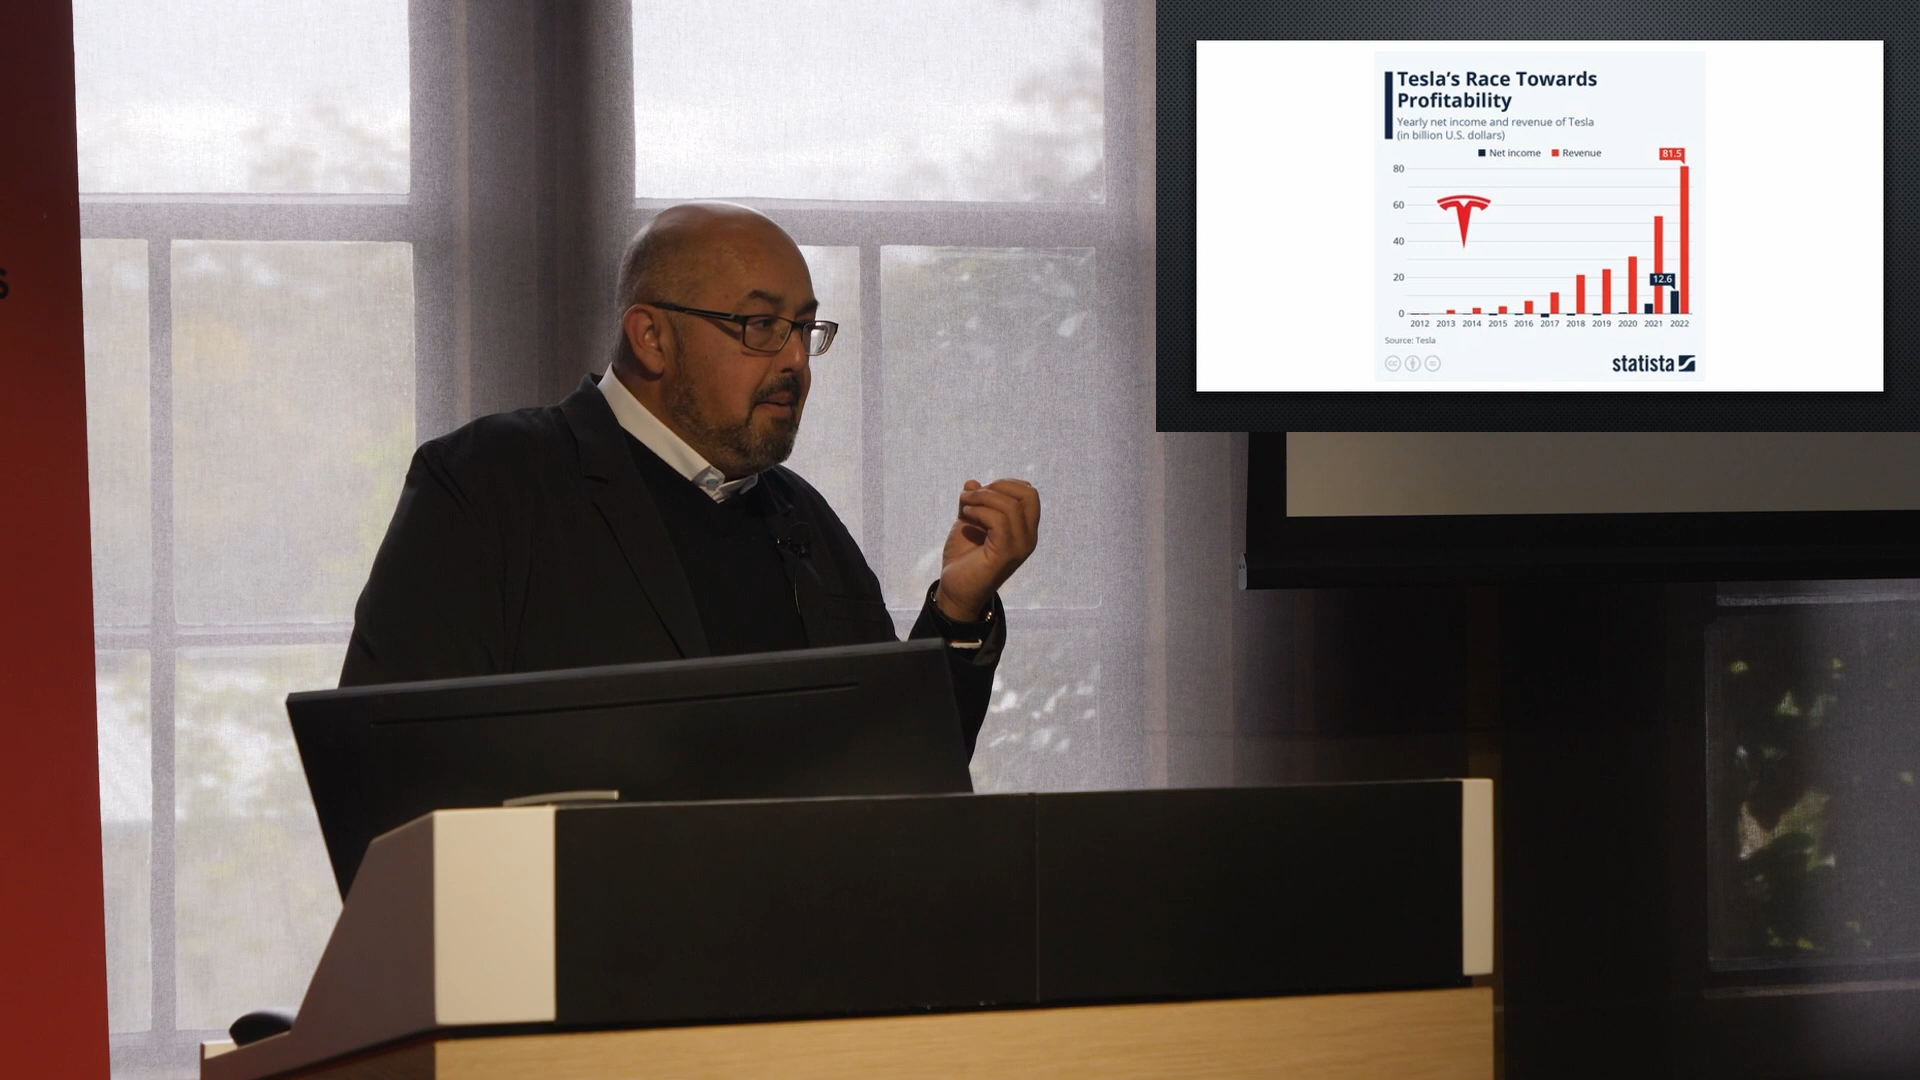 S
Tesla's Race Towards
Profitability
Yearly net income and revenue of Tesla
(in billion U.S. dollars)
Net income Revenue
81.5
80
60
40
20
12.6
0
2012 2013 2014 2015 2016 2017 2018 2019 2020 2021 2022
Source: Tesla
statista